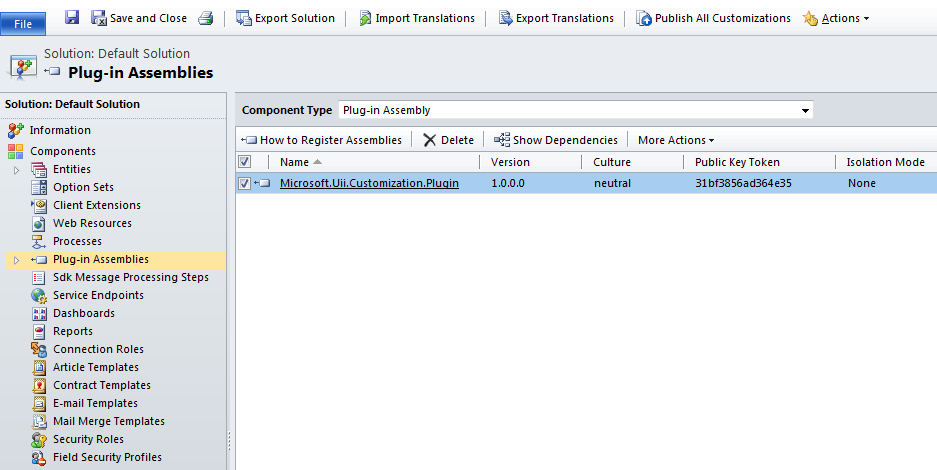 File
Save and Close
Export Solution
Import Translations
Export Translations
Publish All Customizations
Actions
Solution: Default Solution
Plug-in Assemblies
Solution: Default Solution
Information
Components
Entities
Option Sets
Client Extensions
Web Resources
Processes
Plug-in Assemblies
Sdk Message Processing Steps
Service Endpoints
Dashboards
Reports
Connection Roles
Article Templates
Contract Templates
E-mail Templates
Mail Merge Templates
Security Roles
Field Security Profiles
Component Type Plug-in Assembly
How to Register Assemblies Delete Show Dependencies More Actions
Name Version Culture Public Key Token Isolation Mode
Microsoft.Uii.Customization.Plugin 1.0.0.0 neutral 31bf3856ad364e35 None